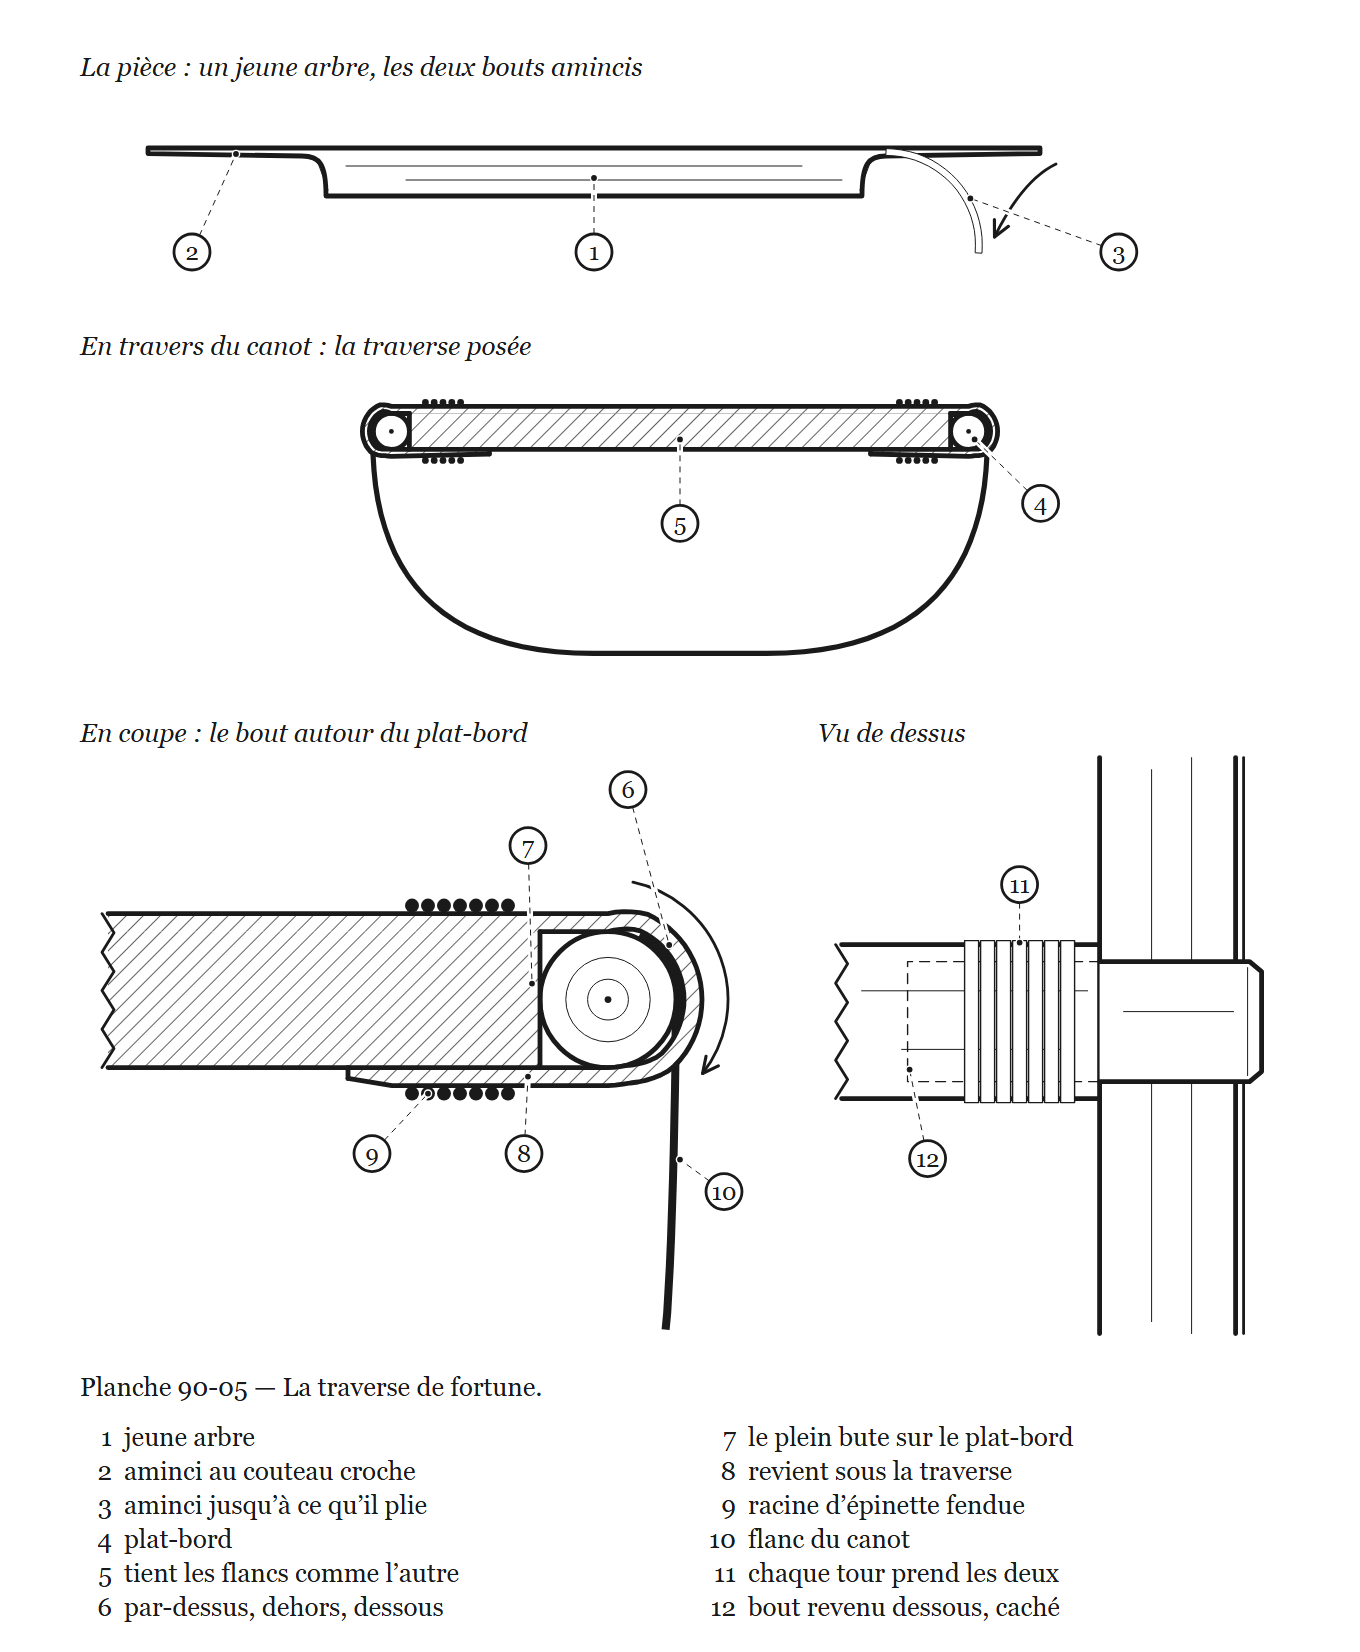 La pièce : un jeune arbre, les deux bouts amincis
2
1
3
En travers du canot : la traverse posée
4
5
En coupe : le bout autour du plat-bord
Vu de dessus
6
7
11
9
8
12
10
Planche 90-05 — La traverse de fortune.
1 jeune arbre
2 aminci au couteau croche
3 aminci jusqu’à ce qu’il plie
4 plat-bord
5 tient les flancs comme l’autre
6 par-dessus, dehors, dessous
7 le plein bute sur le plat-bord
8 revient sous la traverse
9 racine d’épinette fendue
10 flanc du canot
11 chaque tour prend les deux
12 bout revenu dessous, caché